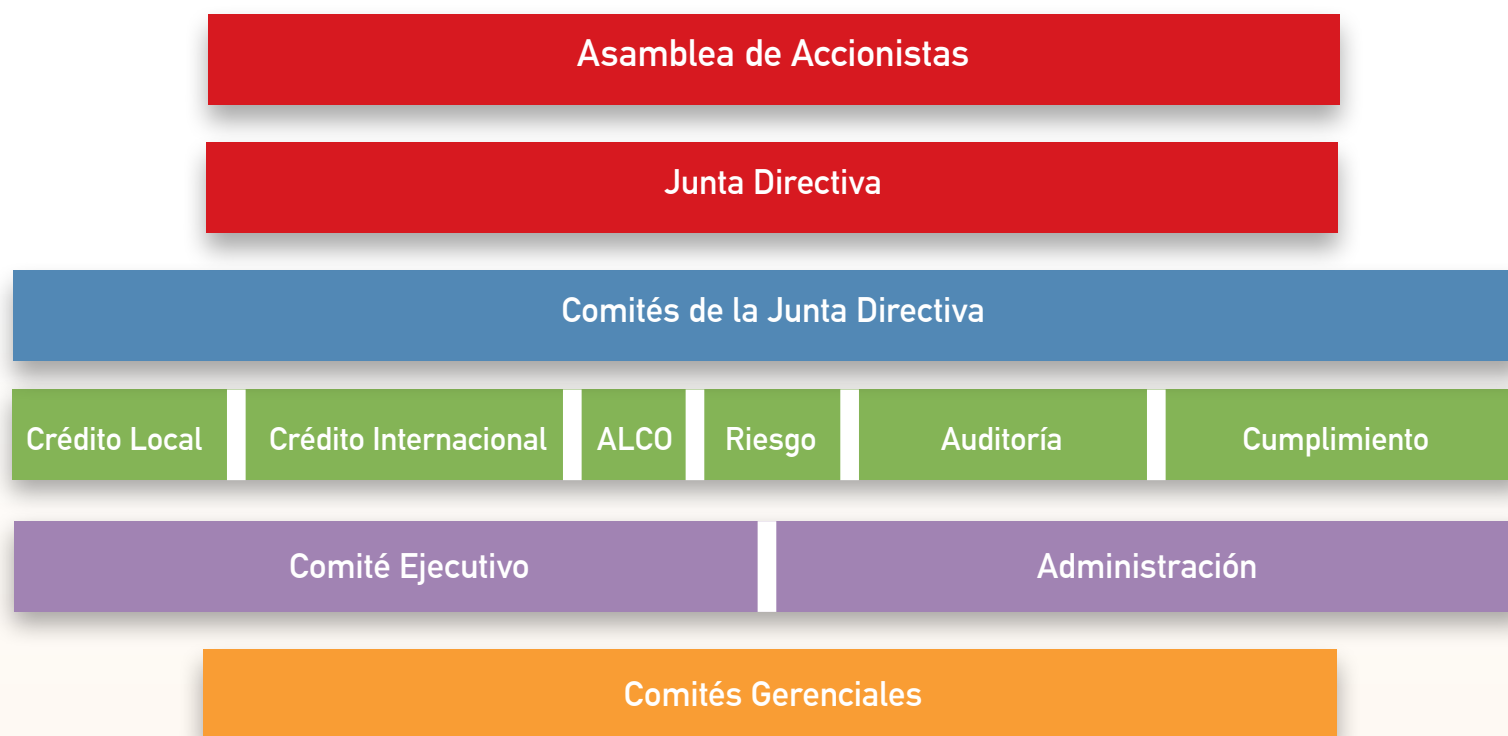 Asamblea de Accionistas
Junta Directiva
Comités de la Junta Directiva
Crédito Local
Crédito Internacional
ALCO
Riesgo
Auditoría
Cumplimiento
Comité Ejecutivo
Administración
Comités Gerenciales